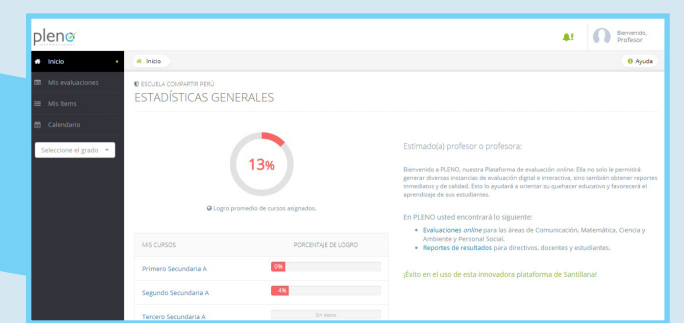 pleno
Bienvenido,
Profesor
Inicio
Mis evaluaciones
Mis ítems
Calendario
Seleccione el grado
Inicio
Ayuda
ESCUELA COMPARTIR PERÚ
ESTADÍSTICAS GENERALES
13%
Logro promedio de cursos asignados.
MIS CURSOS
PORCENTAJE DE LOGRO
Primero Secundaria A
0%
Segundo Secundaria A
4%
Tercero Secundaria A
Sin datos
Estimado(a) profesor o profesora:
Bienvenido a PLENO, nuestra Plataforma de evaluación online. Ella no solo le permitirá
generar diversas instancias de evaluación digital e interactiva, sino también obtener reportes
inmediatos y de calidad. Esto lo ayudará a orientar su quehacer educativo y favorecerá el
aprendizaje de sus estudiantes.
En PLENO usted encontrará lo siguiente:
Evaluaciones online para las áreas de Comunicación, Matemática, Ciencia y
Ambiente y Personal Social.
Reportes de resultados para directivos, docentes y estudiantes.
¡Éxito en el uso de esta innovadora plataforma de Santillana!